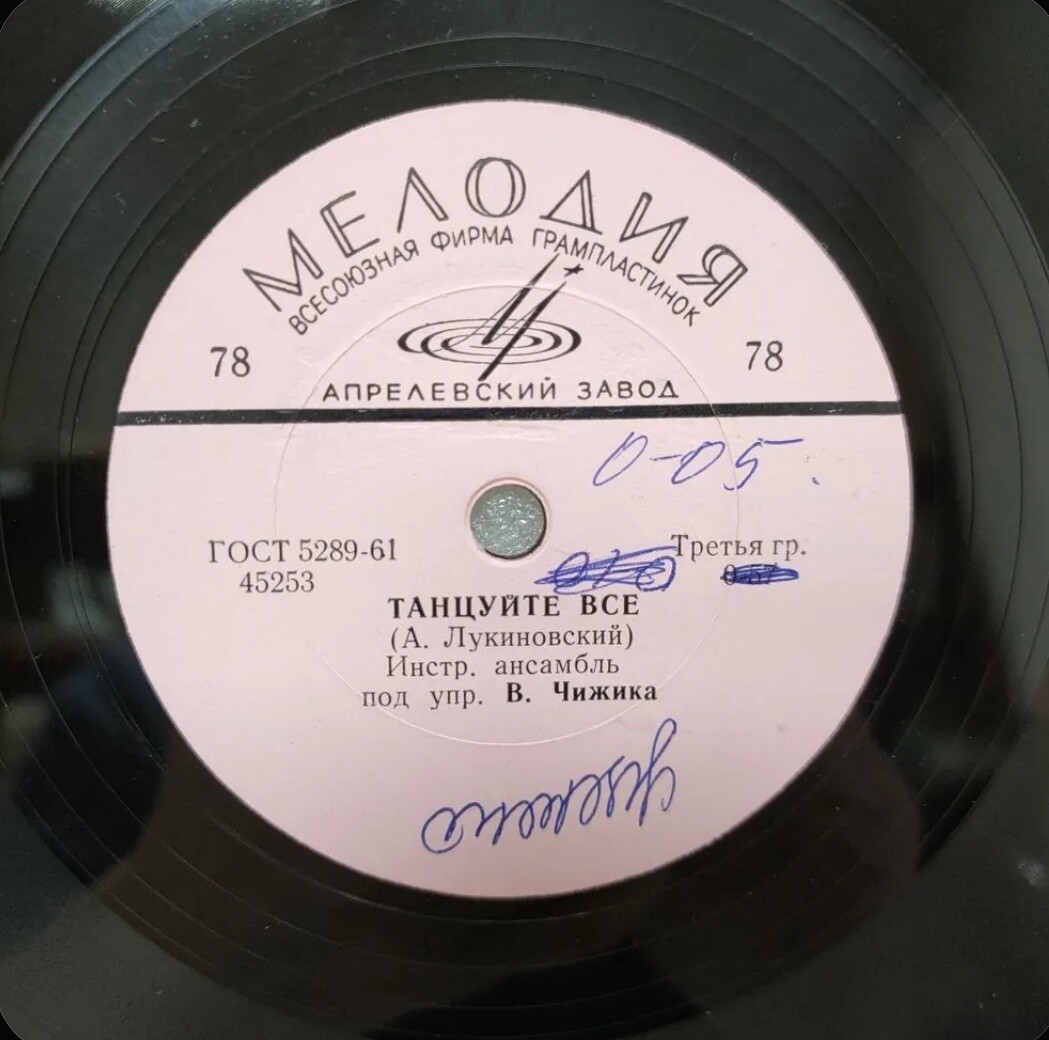 МЕЛОДИЯ
ВСЕСОЮЗНАЯ ФИРМА ГРАМПЛАСТИНОК
78 78
АПРЕЛЕВСКИЙ ЗАВОД
0-05.
ГОСТ 5289-61 Третья гр.
45253
ТАНЦУЙТЕ ВСЕ
(А. Лукиновский)
Инстр. ансамбль
под упр. В. Чижика